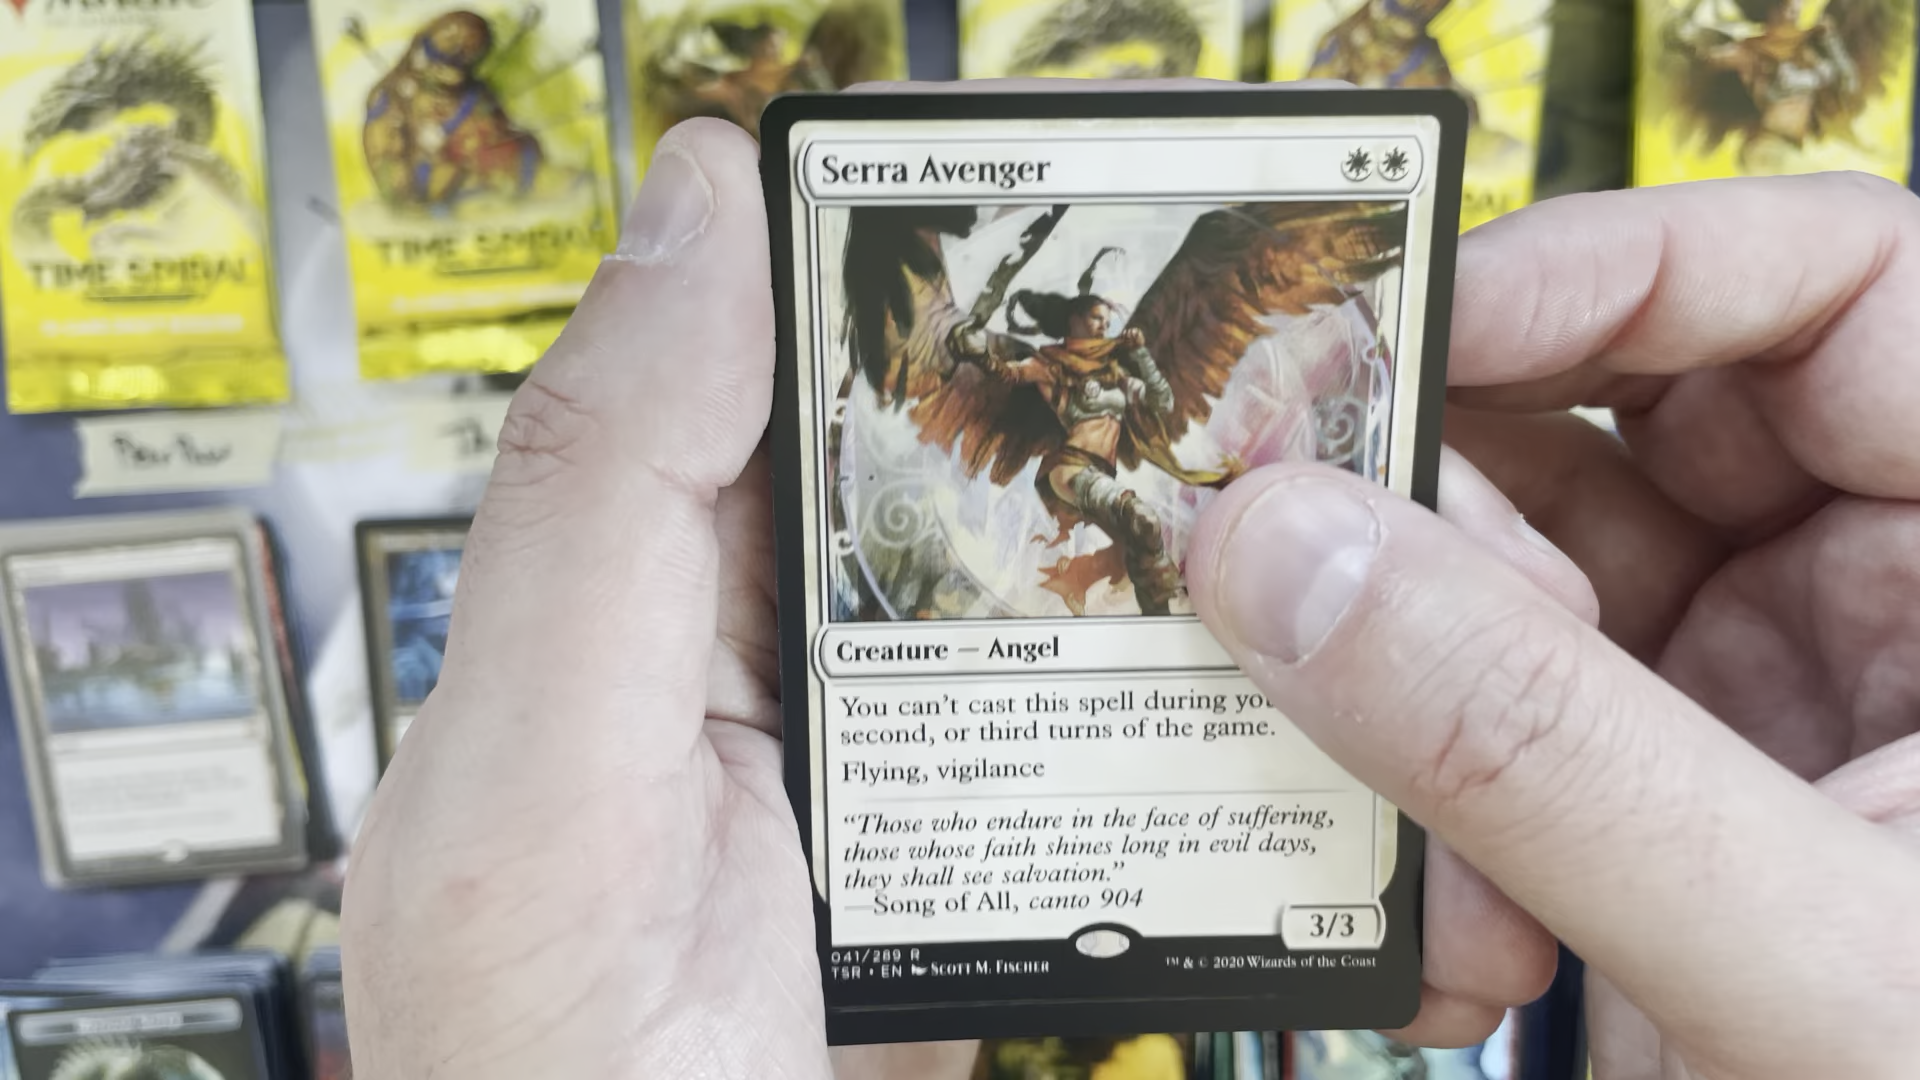 TIME SPIRAL
TIME SPIRAL
Serra Avenger
Creature — Angel
You can't cast this spell during
second, or third turns of the game.
Flying, vigilance
“Those who endure in the face of suffering,
those whose faith shines long in evil days,
they shall see salvation.”
—Song of All, canto 904
3/3
041/289 R
TSR • EN Scott M. Fischer
™ & © 2020 Wizards of the Coast